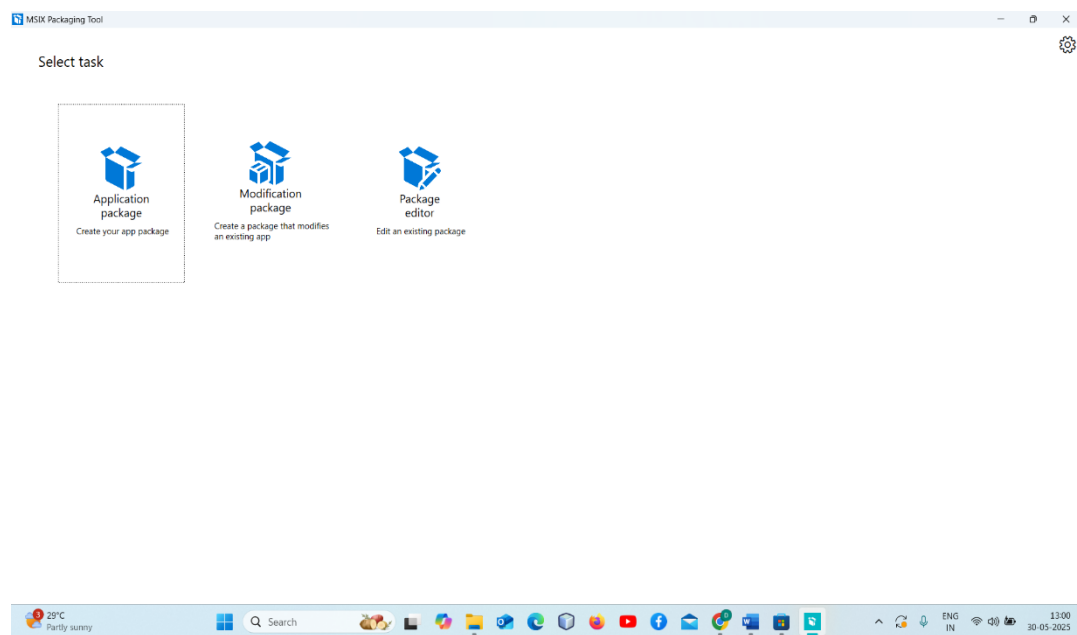 MSIX Packaging Tool
Select task
Application
package
Create your app package
Modification
package
Create a package that modifies
an existing app
Package
editor
Edit an existing package
3
29°C
Partly sunny
Search
ENG
IN
13:00
30-05-2025